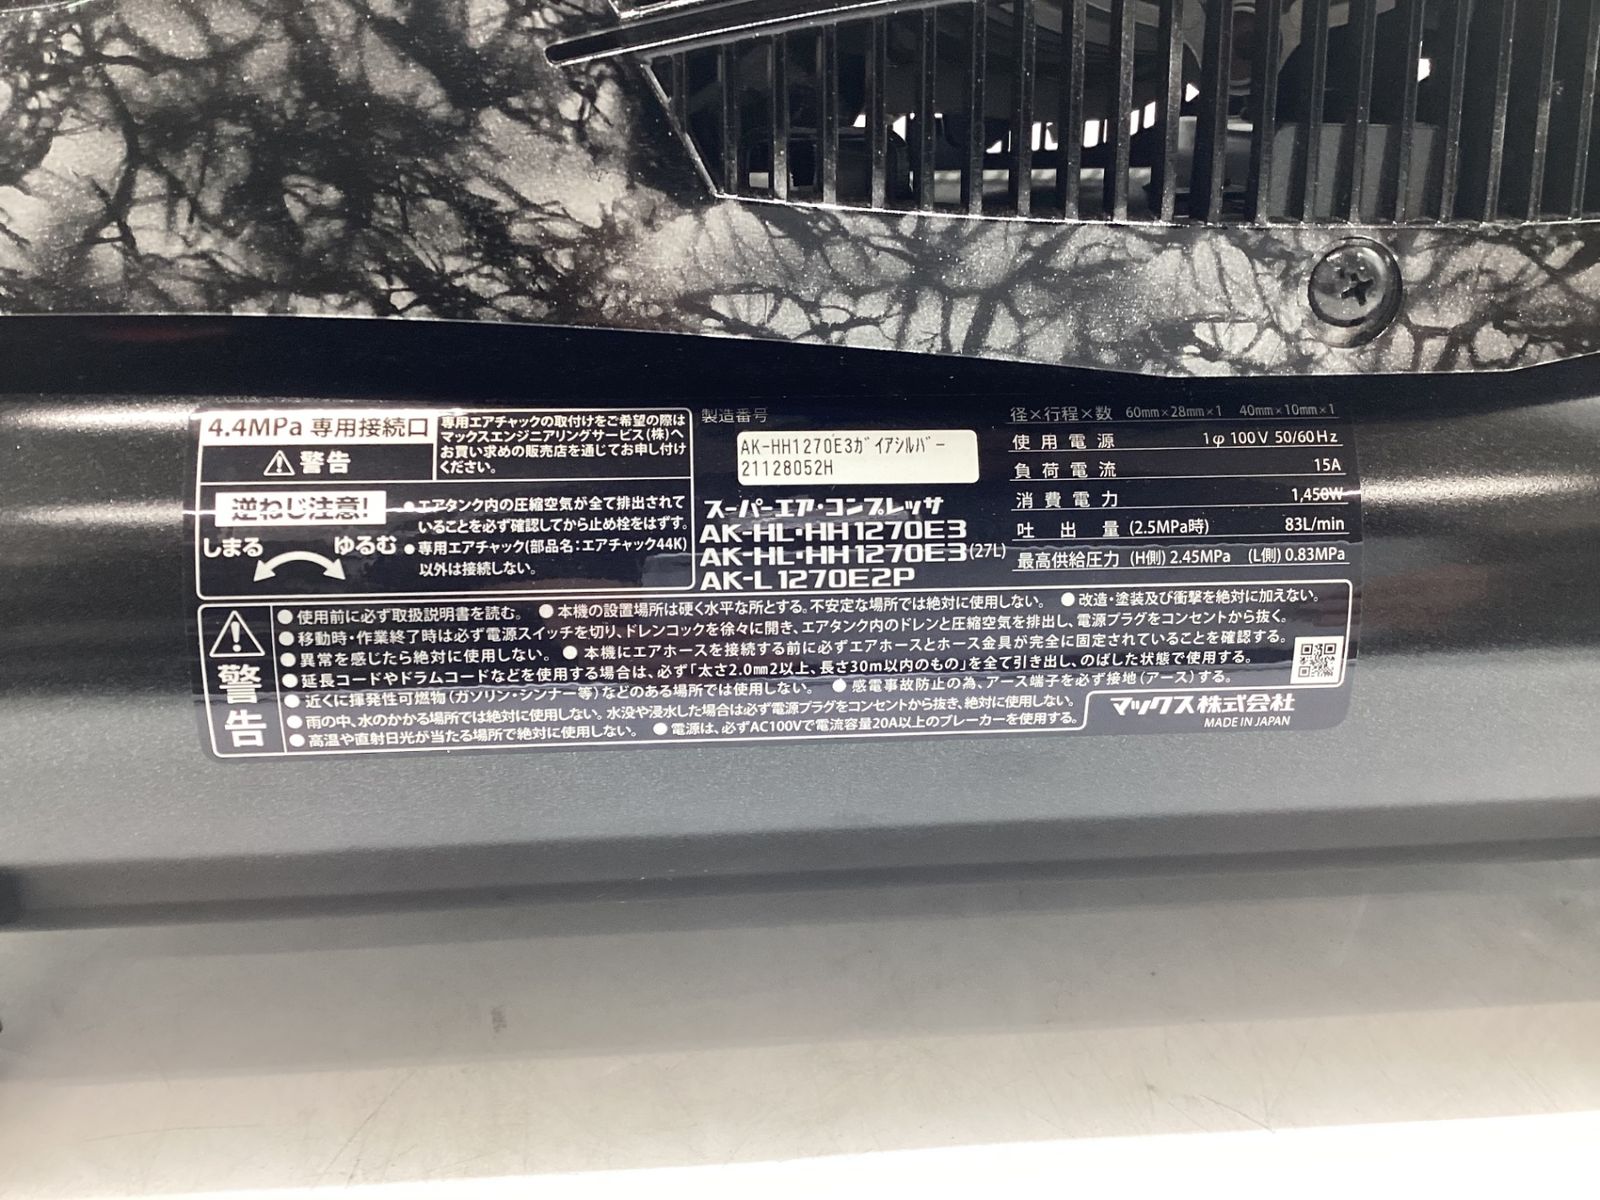 4.4MPa 専用接続口
警告
専用エアチャックの取付けをご希望の際は
マックスエンジニアリングサービス(株)へ
お買い求めの販売店を通じてお申し付け
ください。
逆ねじ注意!
しまる ゆるむ
●エアタンク内の圧縮空気が全て排出されて
いることを必ず確認してから止め栓をはずす。
●専用エアチャック(部品名:エアチャック44K)
以外は接続しない。
製造番号
AK-HH1270E3ｶﾞｲｱｼﾙﾊﾞｰ
21128052H
スーパーエア・コンプレッサ
AK-HL・HH1270E3
AK-HL・HH1270E3(27L)
AK-L1270E2P
径×行程×数 60mm×28mm×1 40mm×10mm×1
使用電源 1φ 100V 50/60Hz
負荷電流 15A
消費電力 1,450W
吐出量 (2.5MPa時) 83L/min
最高供給圧力 (H側) 2.45MPa (L側) 0.83MPa
警告
●使用前に必ず取扱説明書を読む。 ●本機の設置場所は硬く水平な所とする。不安定な場所では絶対に使用しない。 ●改造・塗装及び衝撃を絶対に加えない。
●移動時・作業終了時は必ず電源スイッチを切り、ドレンコックを徐々に開き、エアタンク内のドレンと圧縮空気を排出し、電源プラグをコンセントから抜く。
●異常を感じたら絶対に使用しない。 ●本機にエアホースを接続する前に必ずエアホースとホース金具が完全に固定されていることを確認する。
●延長コードやドラムコードなどを使用する場合は、必ず「太さ2.0mm2以上、長さ30m以内のもの」を全て引き出し、のばした状態で使用する。
●近くに揮発性可燃物(ガソリン・シンナー等)などのある場所では使用しない。 ●感電事故防止の為、アース端子を必ず接地(アース)する。
●雨の中、水のかかる場所では絶対に使用しない。水没や浸水した場合は必ず電源プラグをコンセントから抜き、絶対に使用しない。
●高温や直射日光が当たる場所で絶対に使用しない。 ●電源は、必ずAC100Vで電流容量20A以上のブレーカーを使用する。
マックス株式会社
MADE IN JAPAN